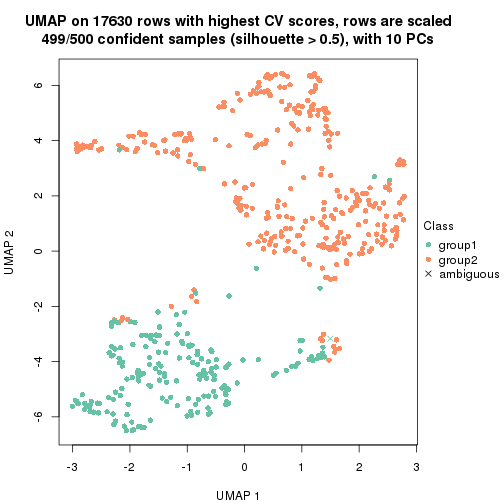 UMAP on 17630 rows with highest CV scores, rows are scaled
499/500 confident samples (silhouette > 0.5), with 10 PCs
6
4
2
0
-2
-4
-6
UMAP 2
-3
-2
-1
0
1
2
3
UMAP 1
Class
group1
group2
ambiguous